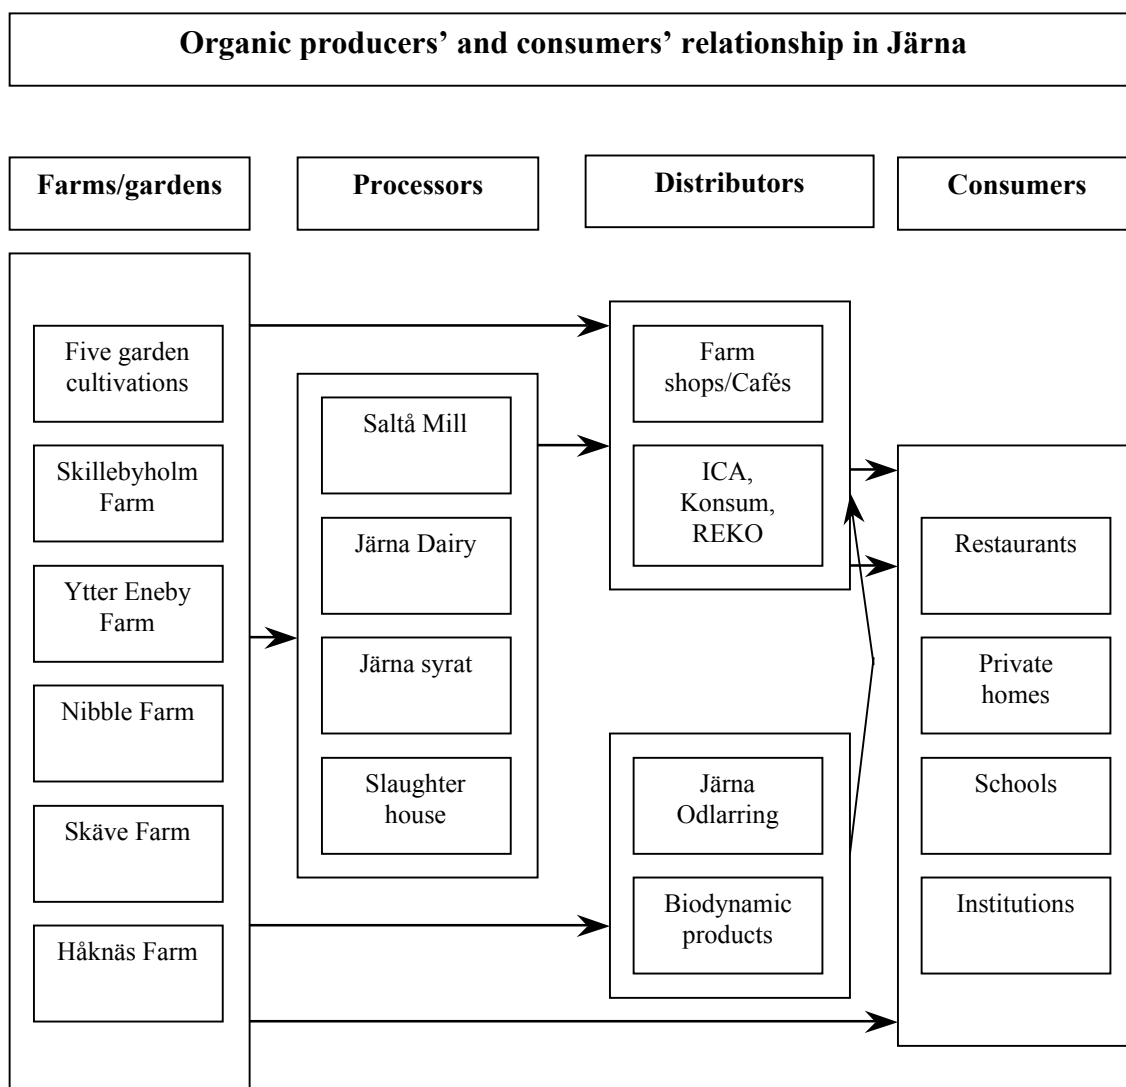 Organic producers’ and consumers’ relationship in Järna
Farms/gardens
Processors
Distributors
Consumers
Five garden
cultivations
Skillebyholm
Farm
Ytter Eneby
Farm
Nibble Farm
Skäve Farm
Håknäs Farm
Saltå Mill
Järna Dairy
Järna syrat
Slaughter
house
Farm
shops/Cafés
ICA,
Konsum,
REKO
Järna
Odlarring
Biodynamic
products
Restaurants
Private
homes
Schools
Institutions